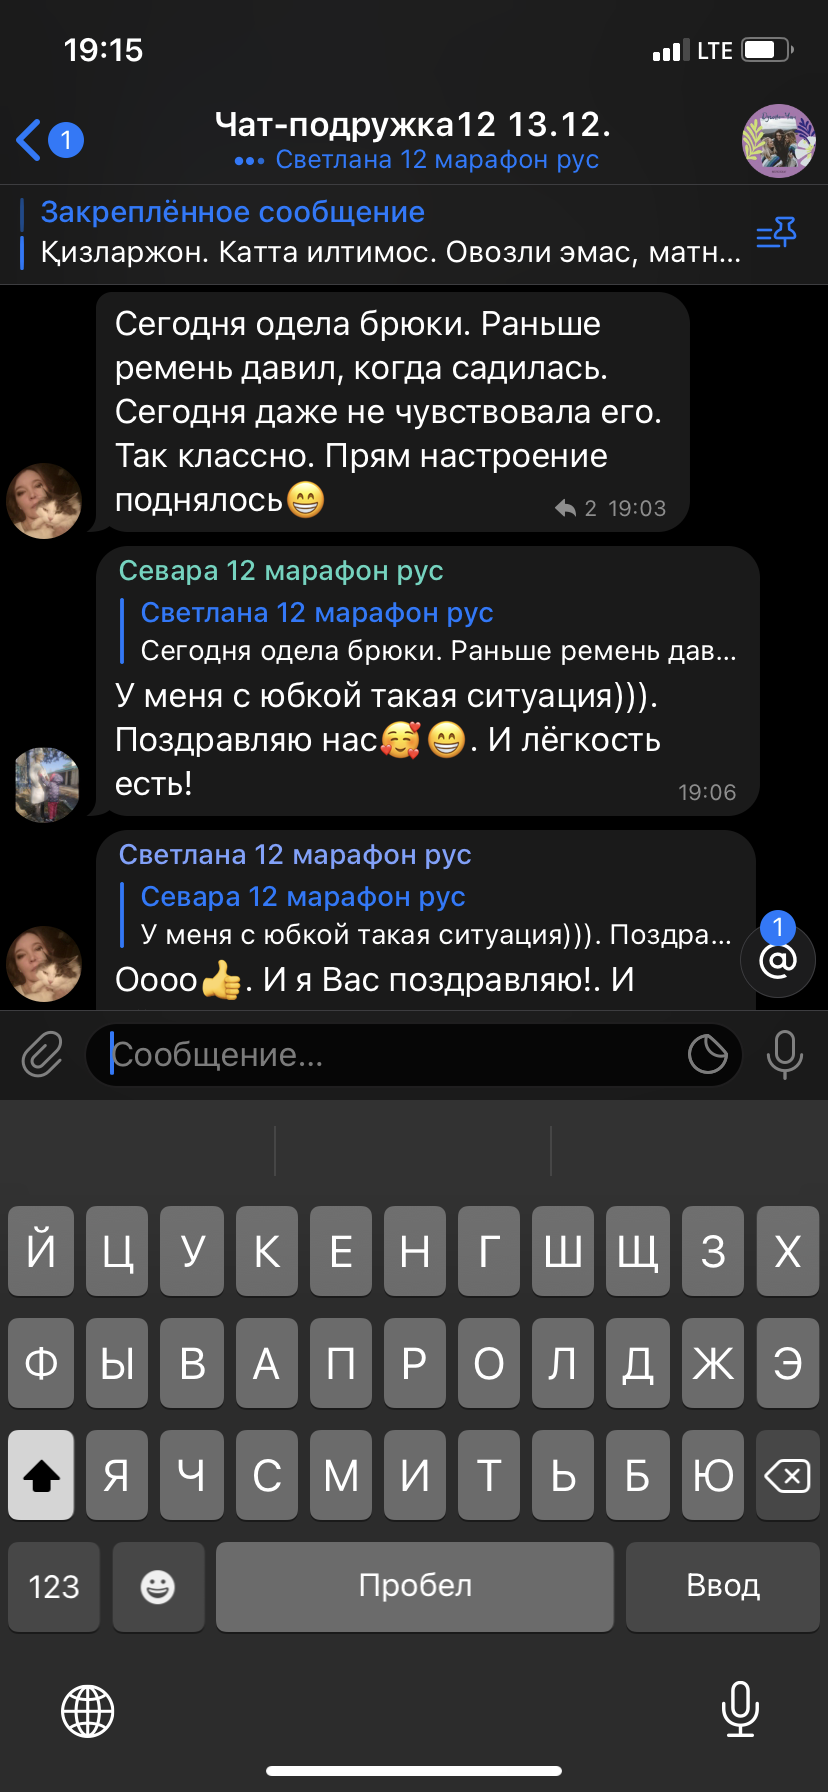 19:15
LTE
1
Чат-подружка12 13.12.
Светлана 12 марафон рус
Закреплённое сообщение
Қизларжон. Катта илтимос. Овозли эмас, матн...
Сегодня одела брюки. Раньше
ремень давил, когда садилась.
Сегодня даже не чувствовала его.
Так классно. Прям настроение
поднялось😁
2 19:03
Севара 12 марафон рус
Светлана 12 марафон рус
Сегодня одела брюки. Раньше ремень дав...
У меня с юбкой такая ситуация))).
Поздравляю нас🥰😁. И лёгкость
есть!
19:06
Светлана 12 марафон рус
Севара 12 марафон рус
У меня с юбкой такая ситуация))). Поздра...
1
@
Оооо👍. И я Вас поздравляю!. И
Сообщение...
Й Ц У К Е Н Г Ш Щ З Х
Ф Ы В А П Р О Л Д Ж Э
Я Ч С М И Т Ь Б Ю
123 Пробел Ввод